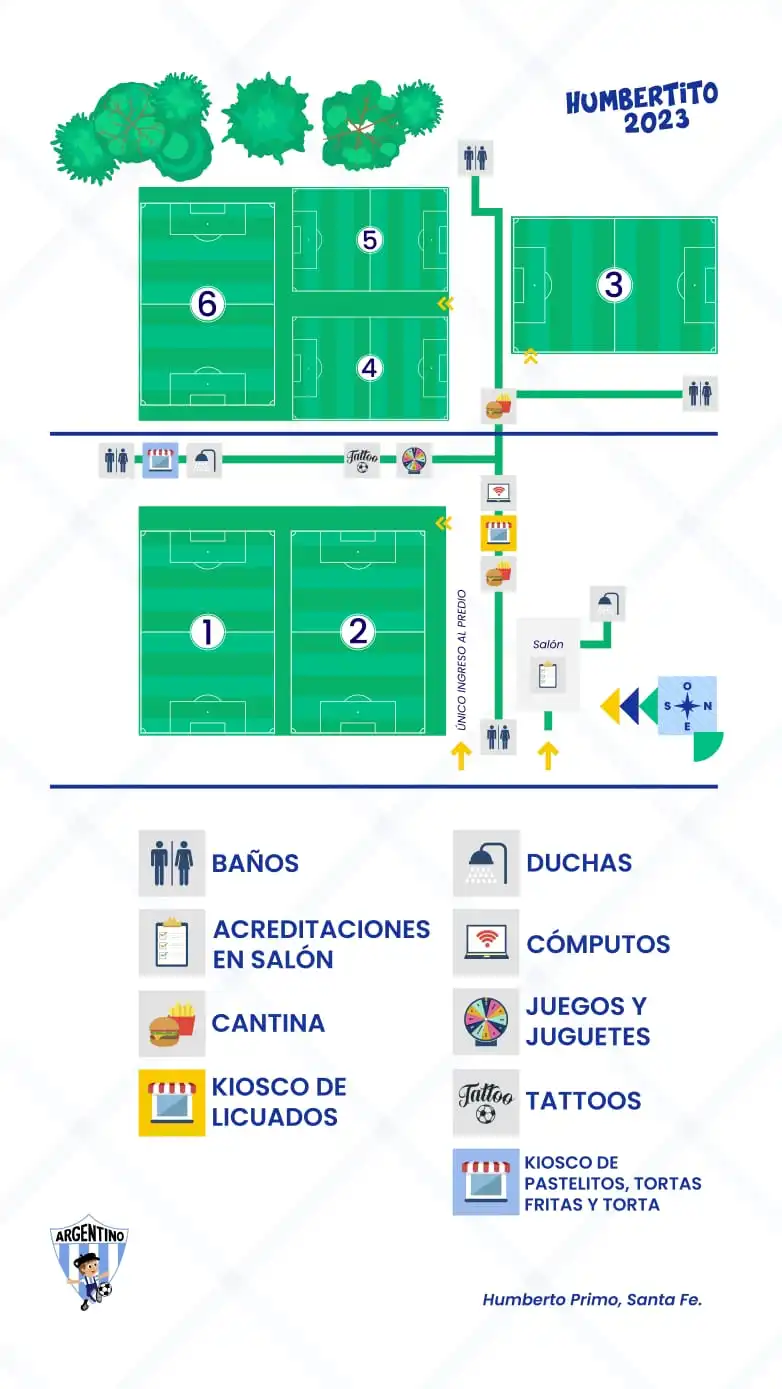 HUMBERTiTO
2023
5
6
3
4
Tattoo
1
2
ÚNICO INGRESO AL PREDIO
Salón
O
S N
E
BAÑOS
DUCHAS
ACREDITACIONES
EN SALÓN
CÓMPUTOS
CANTINA
JUEGOS Y
JUGUETES
KIOSCO DE
LICUADOS
Tattoo
TATTOOS
KIOSCO DE
PASTELITOS, TORTAS
FRITAS Y TORTA
ARGENTINO
Humberto Primo, Santa Fe.